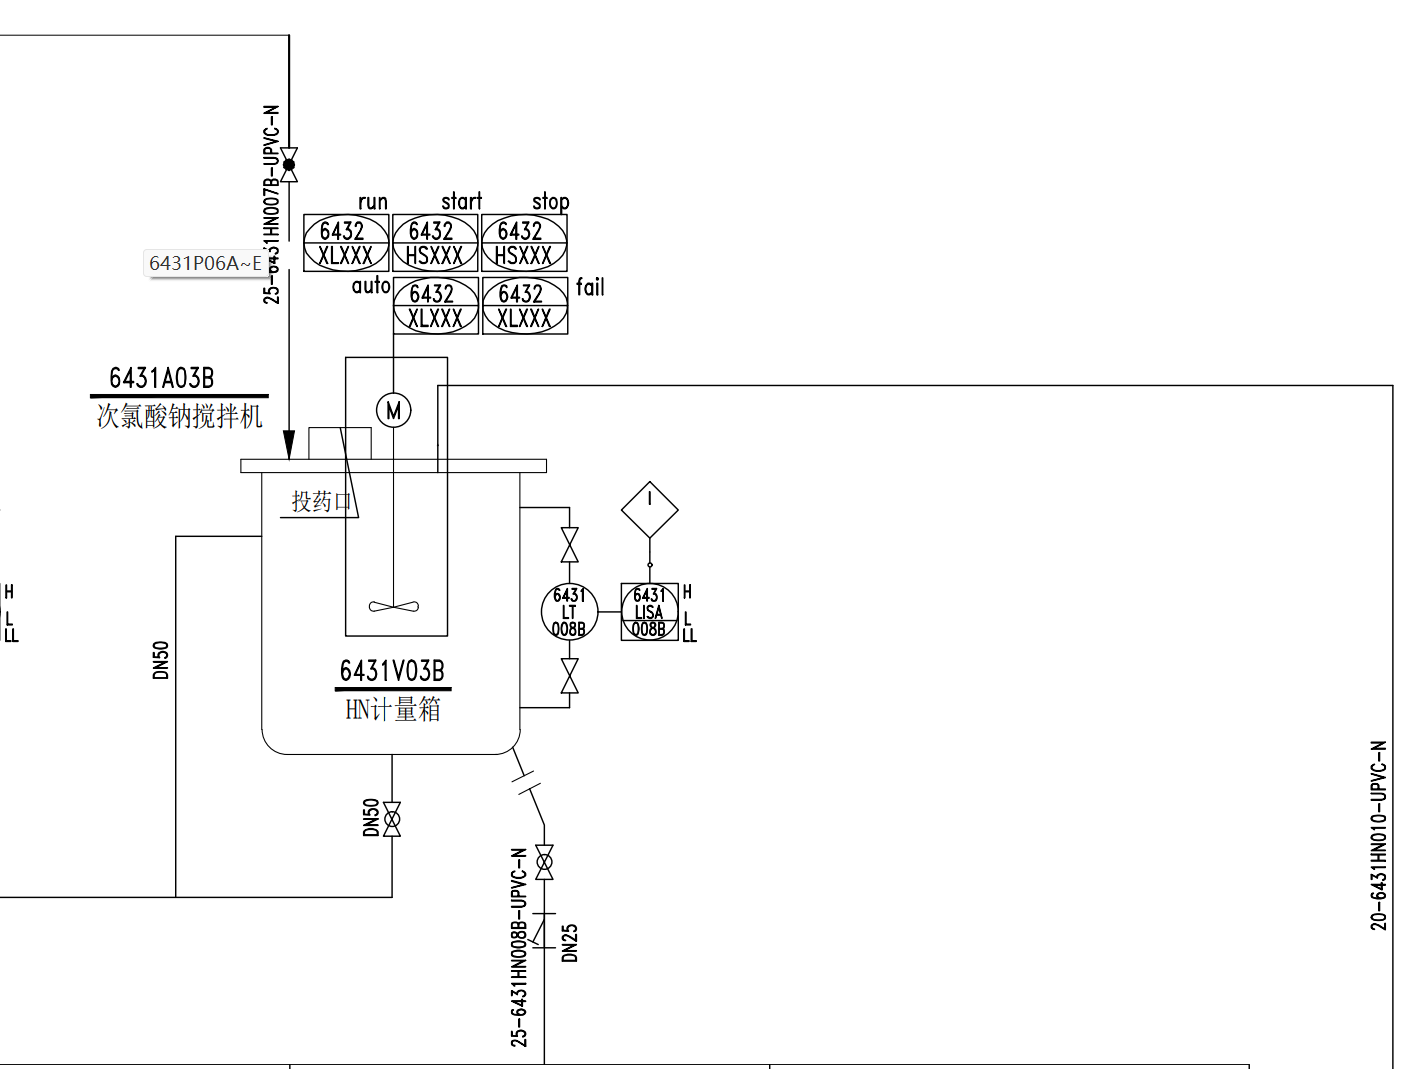 25-6431HN007B-UPVC-N
run
start
stop
6432
XLXXX
6432
HSXXX
6432
HSXXX
6431P06A~E
auto
6432
XLXXX
6432
XLXXX
fail
6431A03B
次氯酸钠搅拌机
M
投药口
I
H
L
LL
6431
LT
008B
6431
LISA
008B
H
L
LL
DN50
6431V03B
HN计量箱
DN50
25-6431HN008B-UPVC-N
DN25
20-6431HN010-UPVC-N